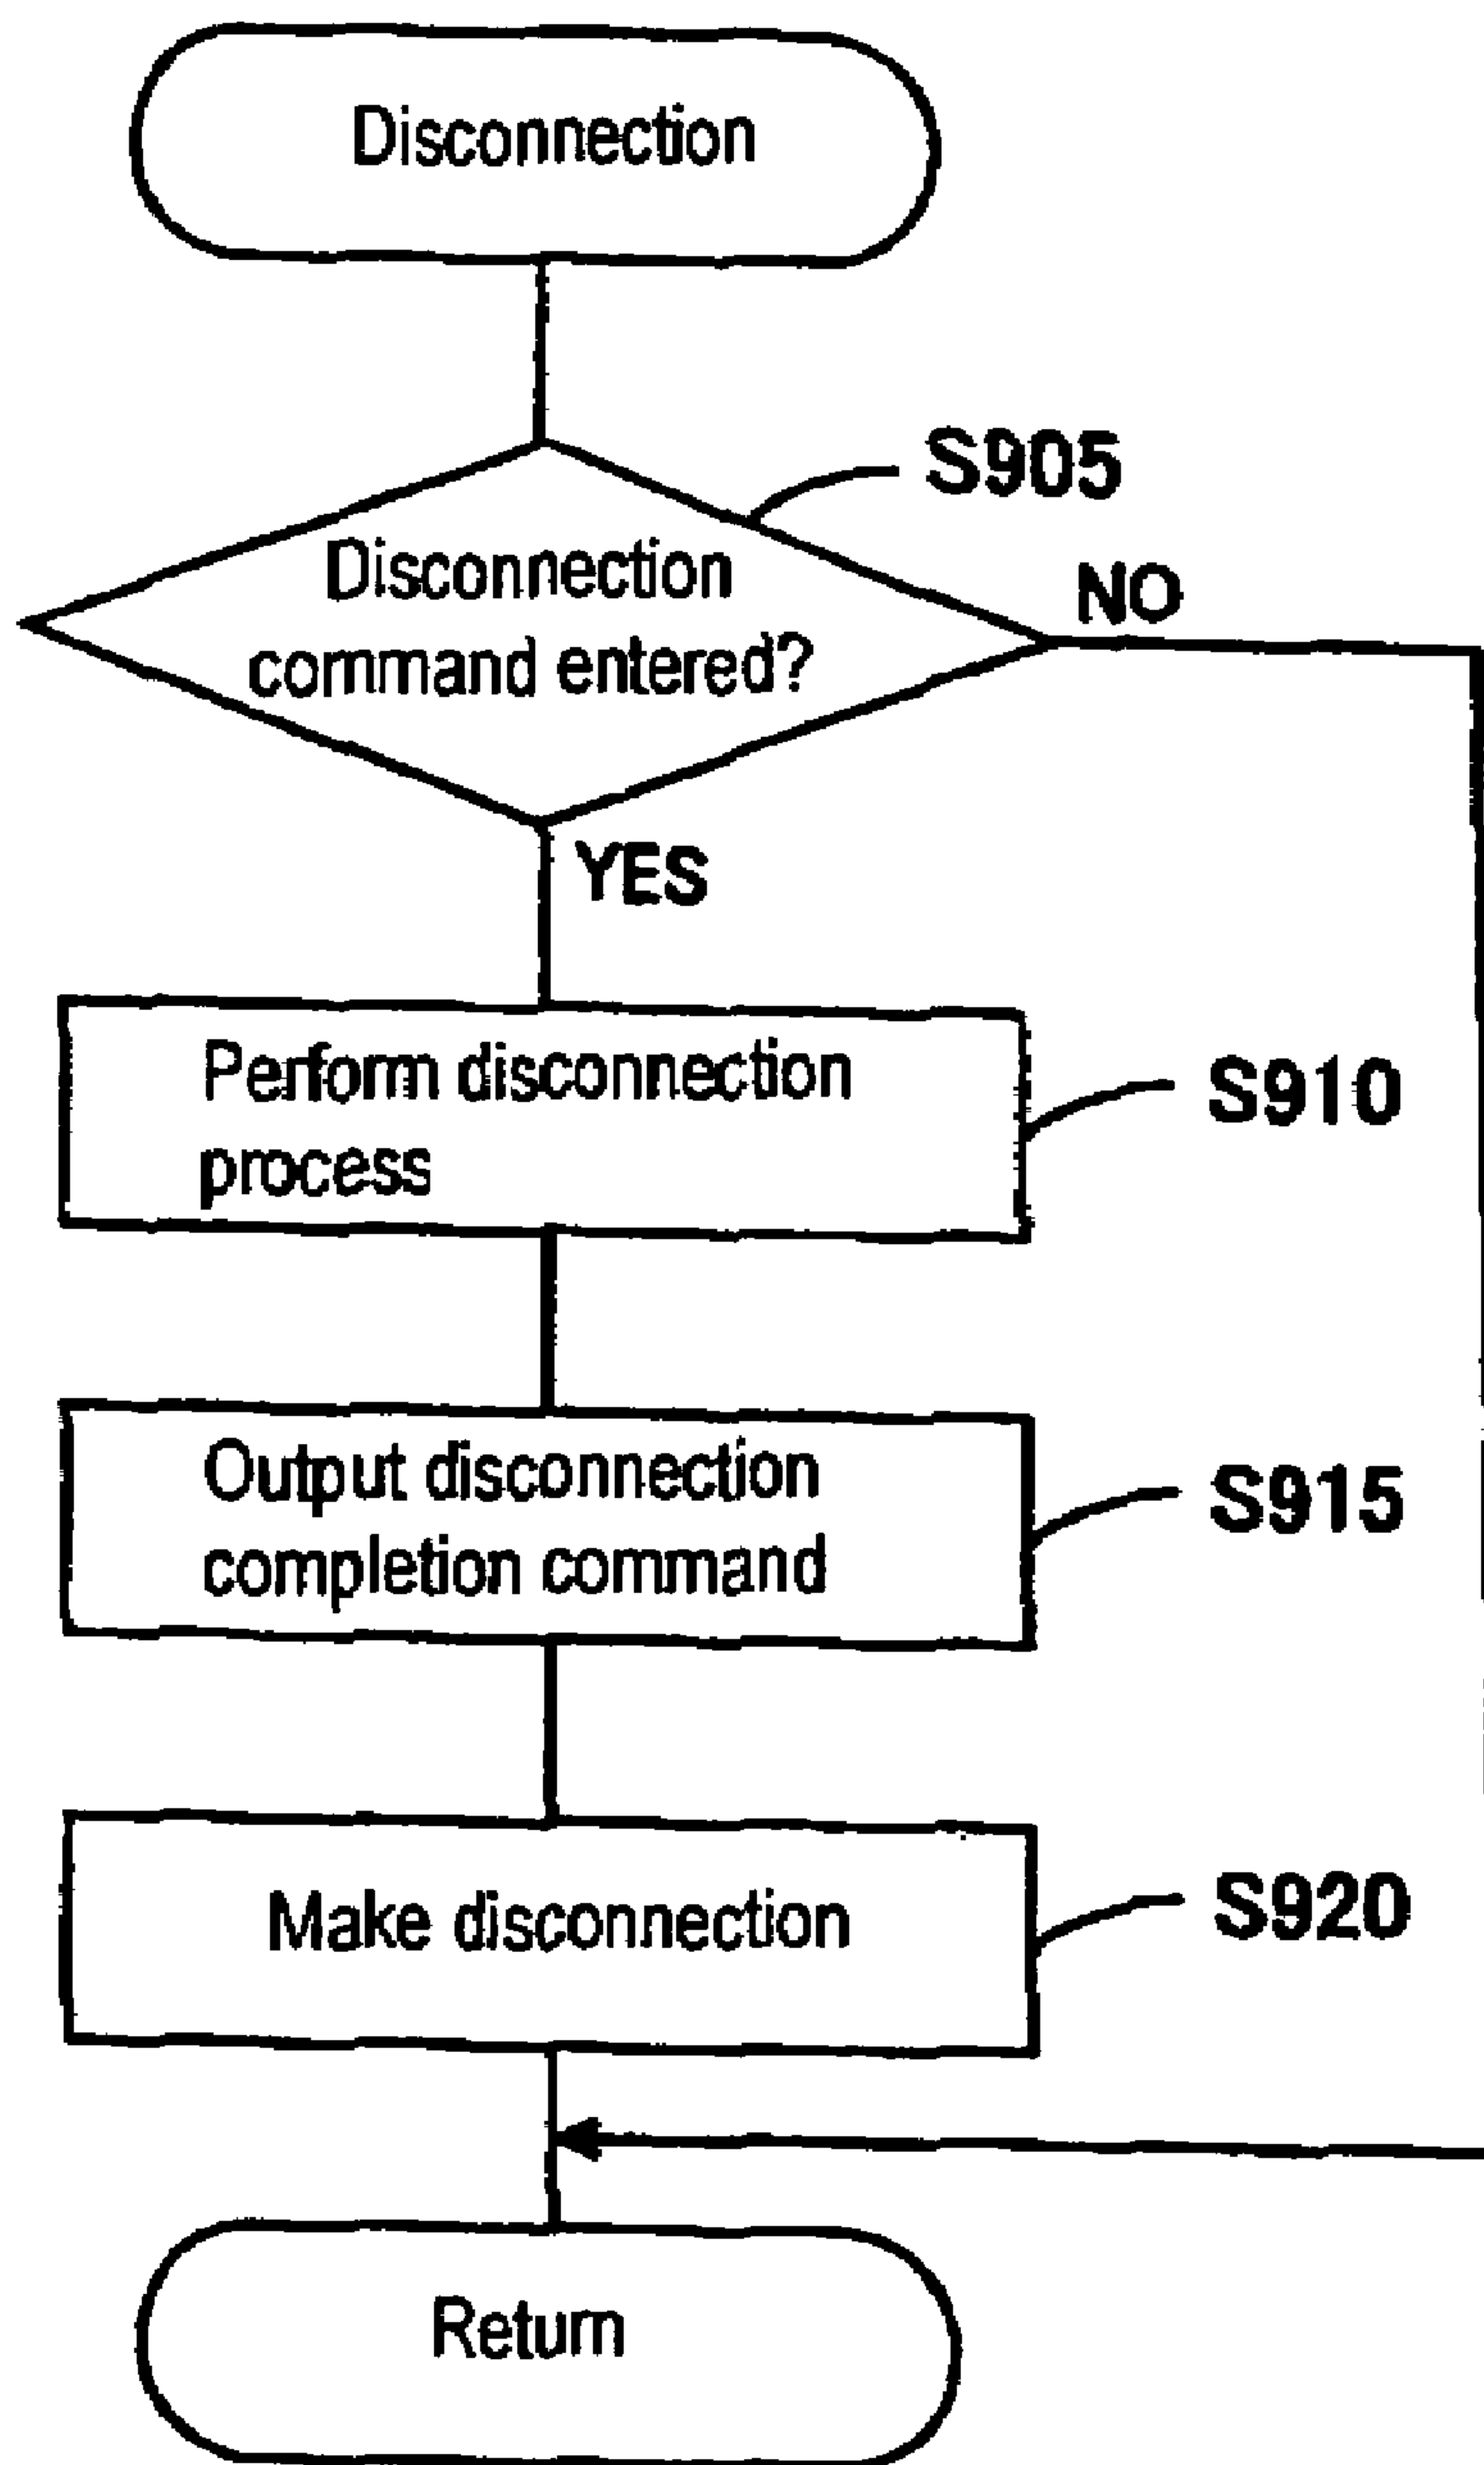 Disconnection
S905
Disconnection
command entered?
NO
YES
Perform disconnection
process
S910
Output disconnection
completion command
S915
Make disconnection
S920
Return